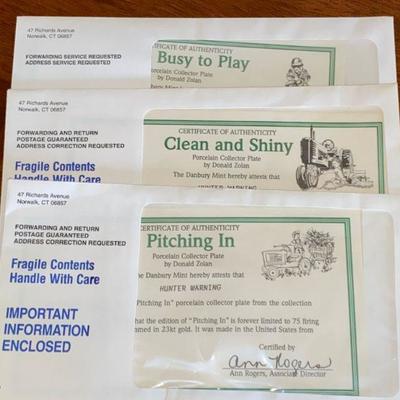 47 Richards Avenue
Norwalk, CT 06857
FORWARDING SERVICE REQUESTED
ADDRESS SERVICE REQUESTED
CERTIFICATE OF AUTHENTICITY
Busy to Play
Porcelain Collector Plate
by Donald Zolan
47 Richards Avenue
Norwalk, CT 06857
FORWARDING AND RETURN
POSTAGE GUARANTEED
ADDRESS CORRECTION REQUESTED
Fragile Contents
Handle With Care
CERTIFICATE OF AUTHENTICITY
Clean and Shiny
Porcelain Collector Plate
by Donald Zolan
The Danbury Mint hereby attests that
HUNTER WARNING
47 Richards Avenue
Norwalk, CT 06857
FORWARDING AND RETURN
POSTAGE GUARANTEED
ADDRESS CORRECTION REQUESTED
Fragile Contents
Handle With Care
IMPORTANT
INFORMATION
ENCLOSED
CERTIFICATE OF AUTHENTICITY
Pitching In
Porcelain Collector Plate
by Donald Zolan
The Danbury Mint hereby attests that
HUNTER WARNING
"Pitching In" porcelain collector plate from the collection
that the edition of "Pitching In" is forever limited to 75 firing
in 23kt gold. It was made in the United States from
Certified by
Ann Rogers
Ann Rogers, Associate Director